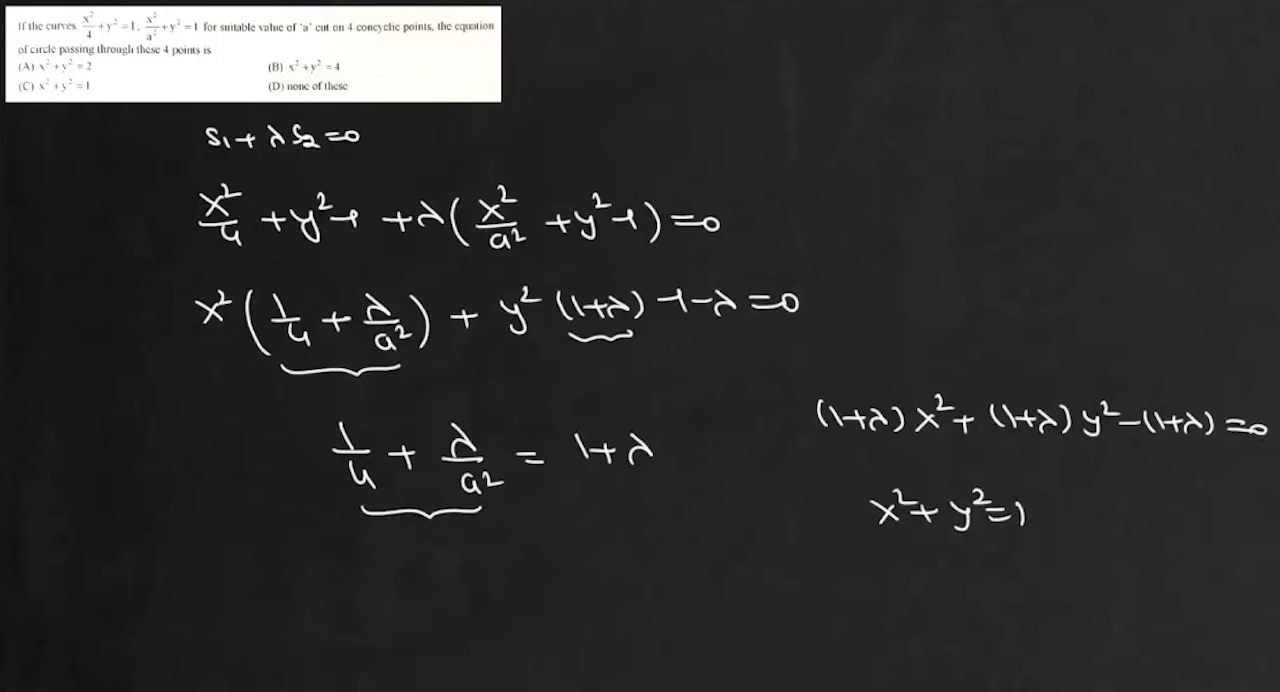 If the curves x²/4 + y² = 1, x²/a² + y² = 1 for suitable value of 'a' cut on 4 concyclic points, the equation
of circle passing through these 4 points is
(A) x² + y² = 2 (B) x² + y² = 4
(C) x² + y² = 1 (D) none of these
S₁ + λ S₂ = 0
x²/4 + y² - 1 + λ ( x²/a² + y² - 1 ) = 0
x² ( 1/4 + λ/a² ) + y² (1+λ) - 1 - λ = 0
(1+λ) x² + (1+λ) y² - (1+λ) = 0
1/4 + λ/a² = 1 + λ
x² + y² = 1